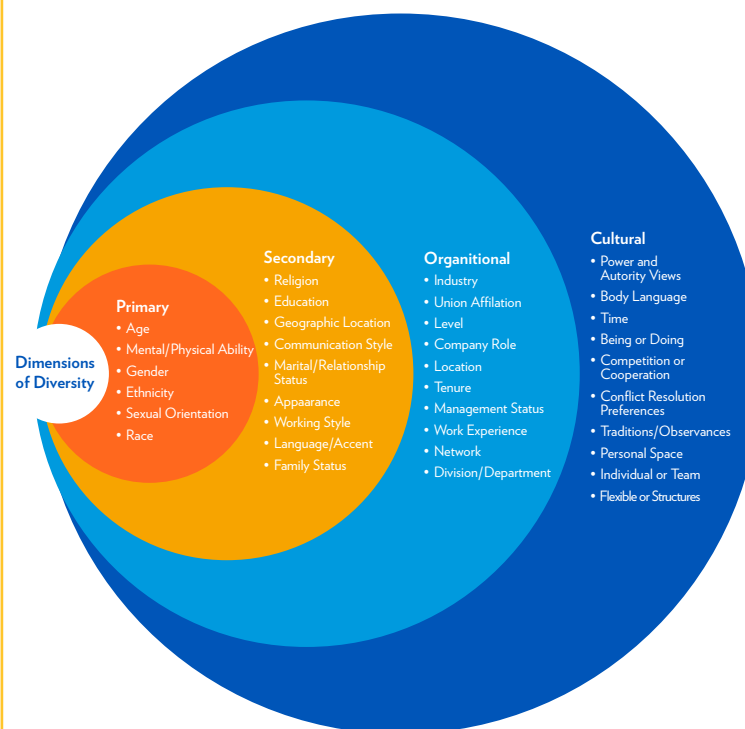 Dimensions
of Diversity
Primary
• Age
• Mental/Physical Ability
• Gender
• Ethnicity
• Sexual Orientation
• Race
Secondary
• Religion
• Education
• Geographic Location
• Communication Style
• Marital/Relationship
Status
• Appaarance
• Working Style
• Language/Accent
• Family Status
Organitional
• Industry
• Union Affilation
• Level
• Company Role
• Location
• Tenure
• Management Status
• Work Experience
• Network
• Division/Department
Cultural
• Power and
Autority Views
• Body Language
• Time
• Being or Doing
• Competition or
Cooperation
• Conflict Resolution
Preferences
• Traditions/Observances
• Personal Space
• Individual or Team
• Flexible or Structures